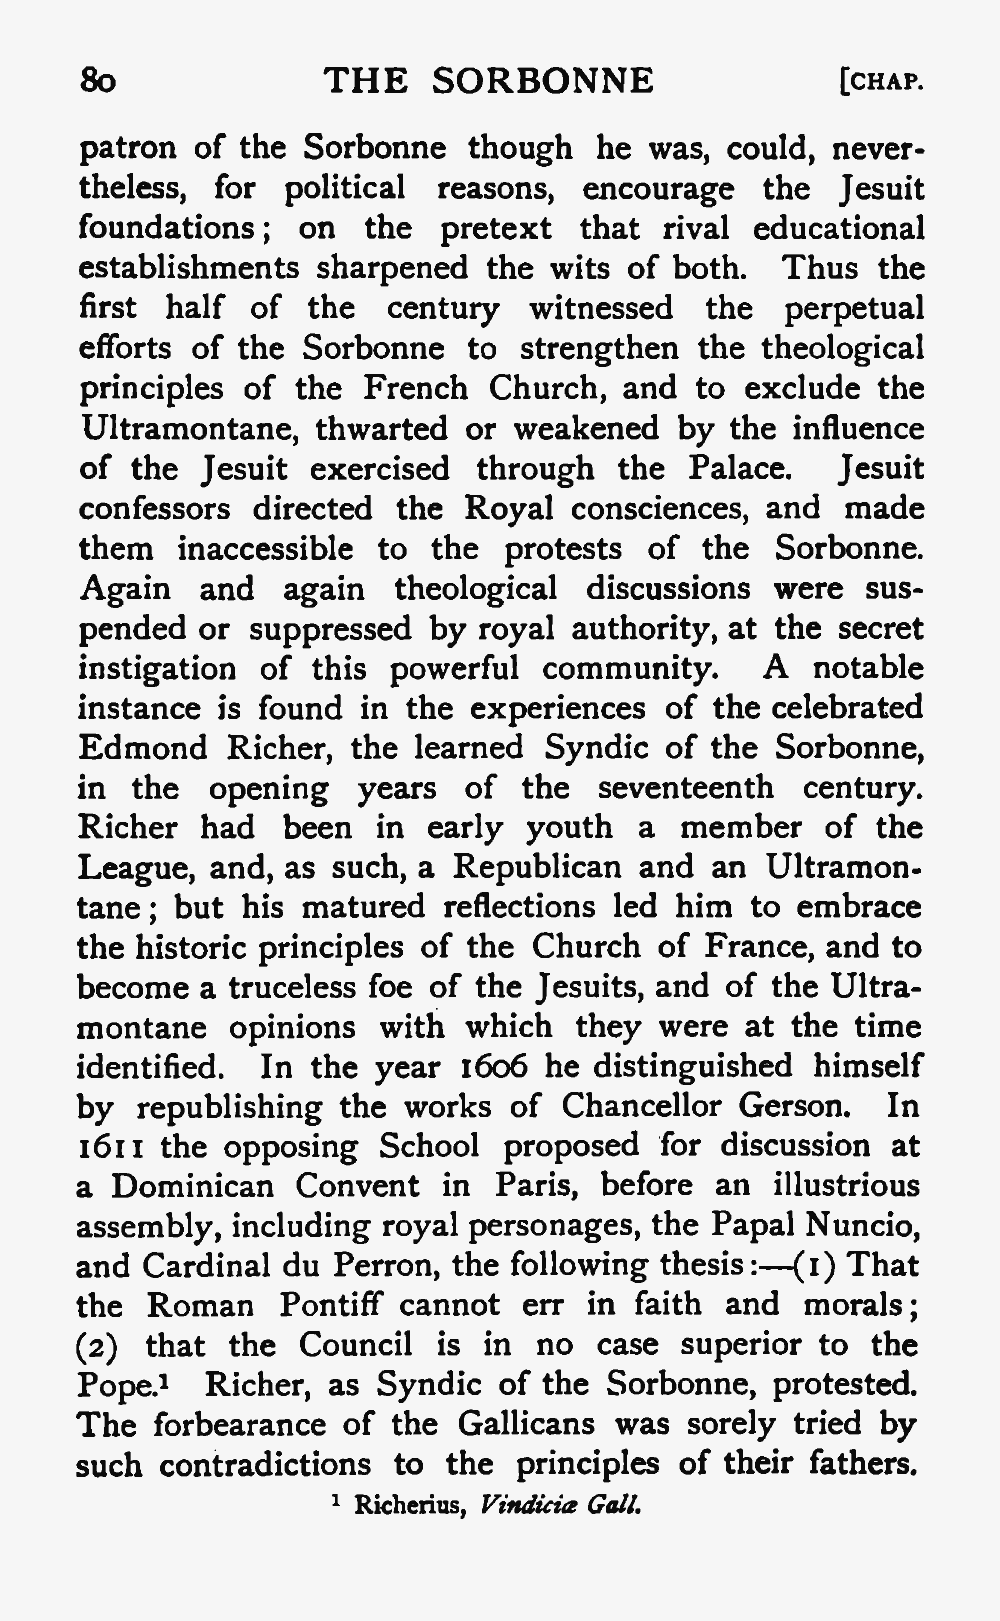 80 THE SORBONNE [CHAP.
patron of the Sorbonne though he was, could, never-
theless, for political reasons, encourage the Jesuit
foundations; on the pretext that rival educational
establishments sharpened the wits of both. Thus the
first half of the century witnessed the perpetual
efforts of the Sorbonne to strengthen the theological
principles of the French Church, and to exclude the
Ultramontane, thwarted or weakened by the influence
of the Jesuit exercised through the Palace. Jesuit
confessors directed the Royal consciences, and made
them inaccessible to the protests of the Sorbonne.
Again and again theological discussions were sus-
pended or suppressed by royal authority, at the secret
instigation of this powerful community. A notable
instance is found in the experiences of the celebrated
Edmond Richer, the learned Syndic of the Sorbonne,
in the opening years of the seventeenth century.
Richer had been in early youth a member of the
League, and, as such, a Republican and an Ultramon-
tane; but his matured reflections led him to embrace
the historic principles of the Church of France, and to
become a truceless foe of the Jesuits, and of the Ultra-
montane opinions with which they were at the time
identified. In the year 1606 he distinguished himself
by republishing the works of Chancellor Gerson. In
1611 the opposing School proposed for discussion at
a Dominican Convent in Paris, before an illustrious
assembly, including royal personages, the Papal Nuncio,
and Cardinal du Perron, the following thesis:—(1) That
the Roman Pontiff cannot err in faith and morals;
(2) that the Council is in no case superior to the
Pope.¹ Richer, as Syndic of the Sorbonne, protested.
The forbearance of the Gallicans was sorely tried by
such contradictions to the principles of their fathers.
¹ Richerius, Vindiciæ Gall.